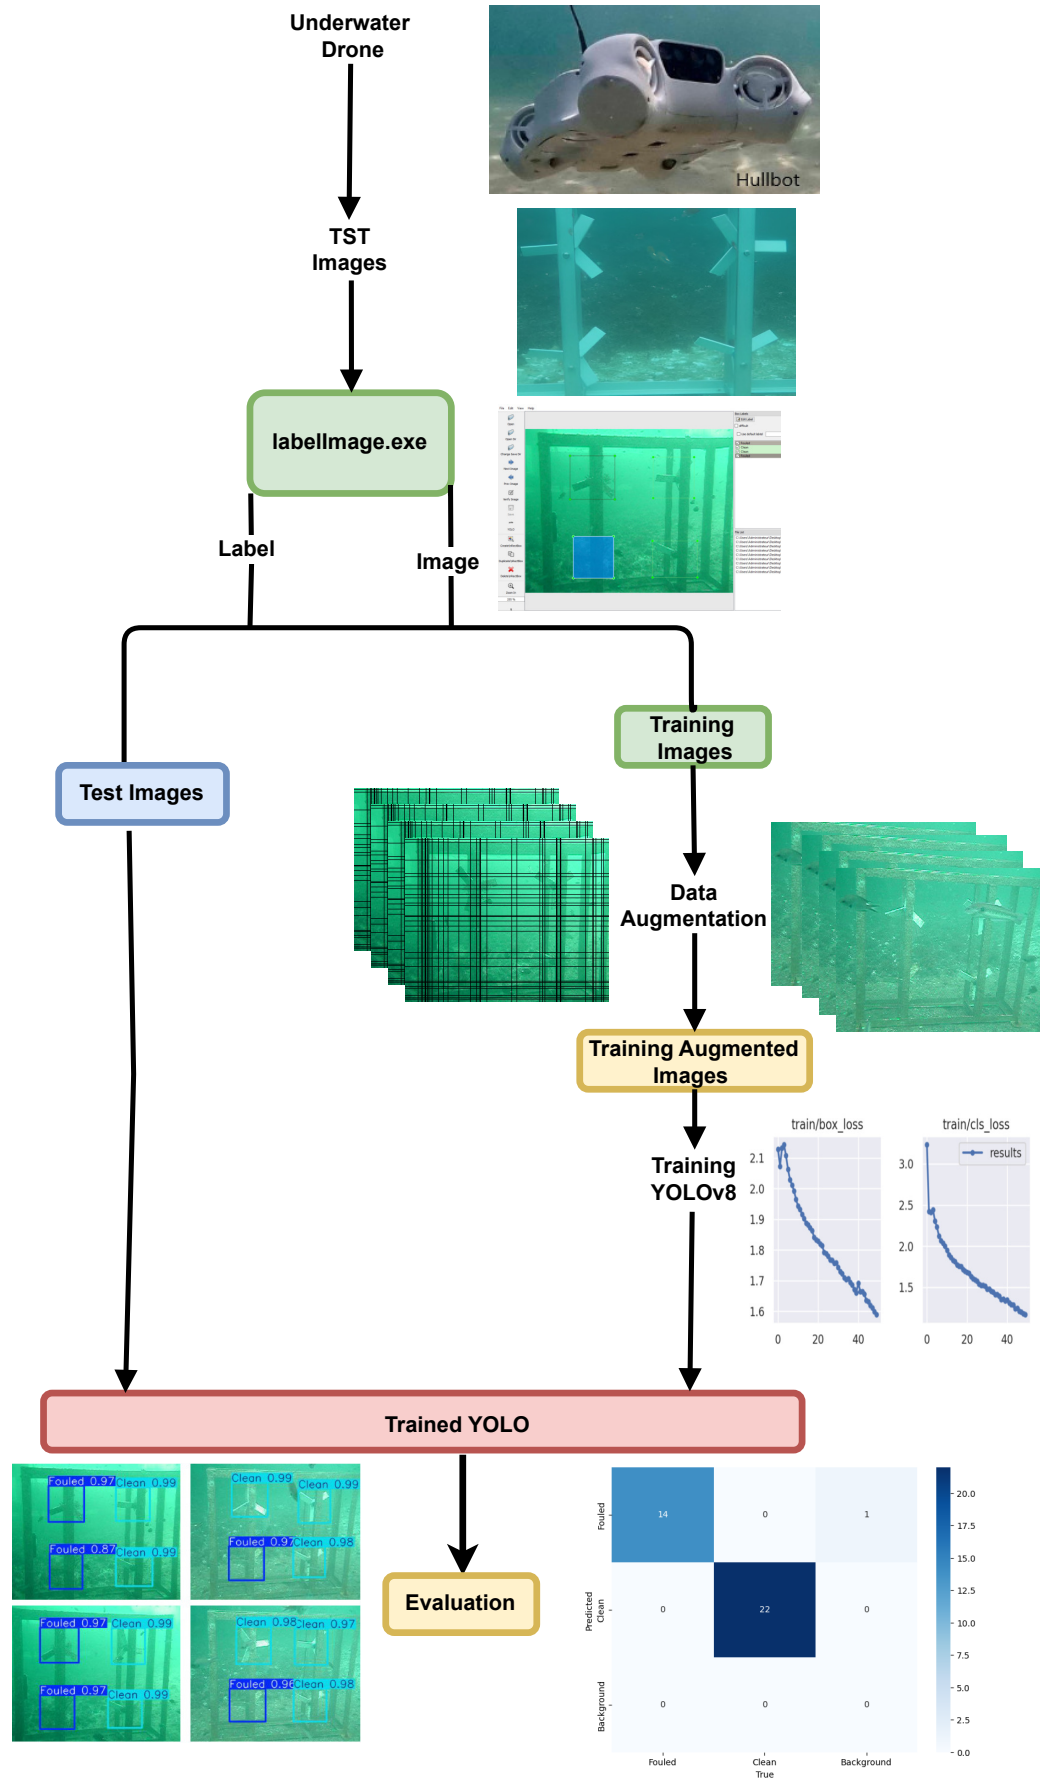 Underwater
Drone
Hullbot
TST
Images
labelImage.exe
File Edit View Help
Label
Image
Training
Images
Test Images
Data
Augmentation
Training Augmented
Images
Training
YOLOv8
train/box_loss
2.1
2.0
1.9
1.8
1.7
1.6
0 20 40
train/cls_loss
results
3.0
2.5
2.0
1.5
0 20 40
Trained YOLO
Fouled 0.97 Clean 0.99
Fouled 0.87 Clean 0.99
Clean 0.99 Clean 0.99
Fouled 0.97 Clean 0.98
Fouled 0.97 Clean 0.99
Fouled 0.97 Clean 0.99
Clean 0.98 Clean 0.97
Fouled 0.96 Clean 0.98
Evaluation
Predicted
Fouled
Clean
Background
14 0 1
0 22 0
0 0 0
Fouled Clean Background
True
20.0
17.5
15.0
12.5
10.0
7.5
5.0
2.5
0.0